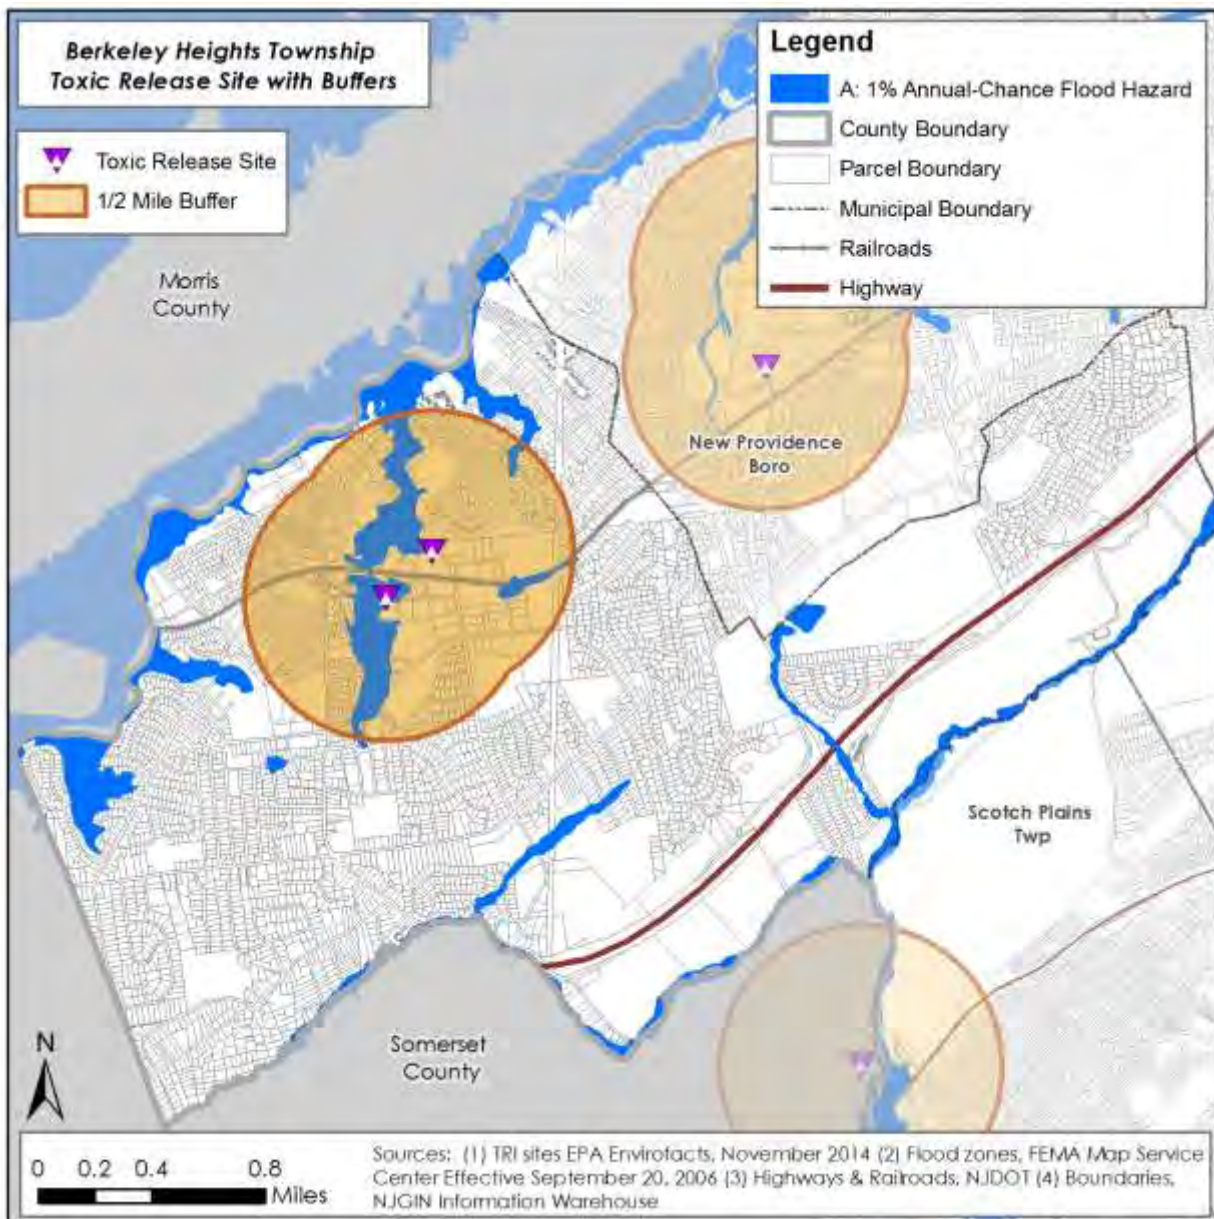 Berkeley Heights Township
Toxic Release Site with Buffers
Toxic Release Site
1/2 Mile Buffer
Legend
A: 1% Annual-Chance Flood Hazard
County Boundary
Parcel Boundary
Municipal Boundary
Railroads
Highway
Morris
County
New Providence
Boro
Scotch Plains
Twp
Somerset
County
N
0 0.2 0.4 0.8
Miles
Sources: (1) TRI sites EPA Envirofacts, November 2014 (2) Flood zones, FEMA Map Service
Center Effective September 20, 2006 (3) Highways & Railroads, NJDOT (4) Boundaries,
NJGIN Information Warehouse